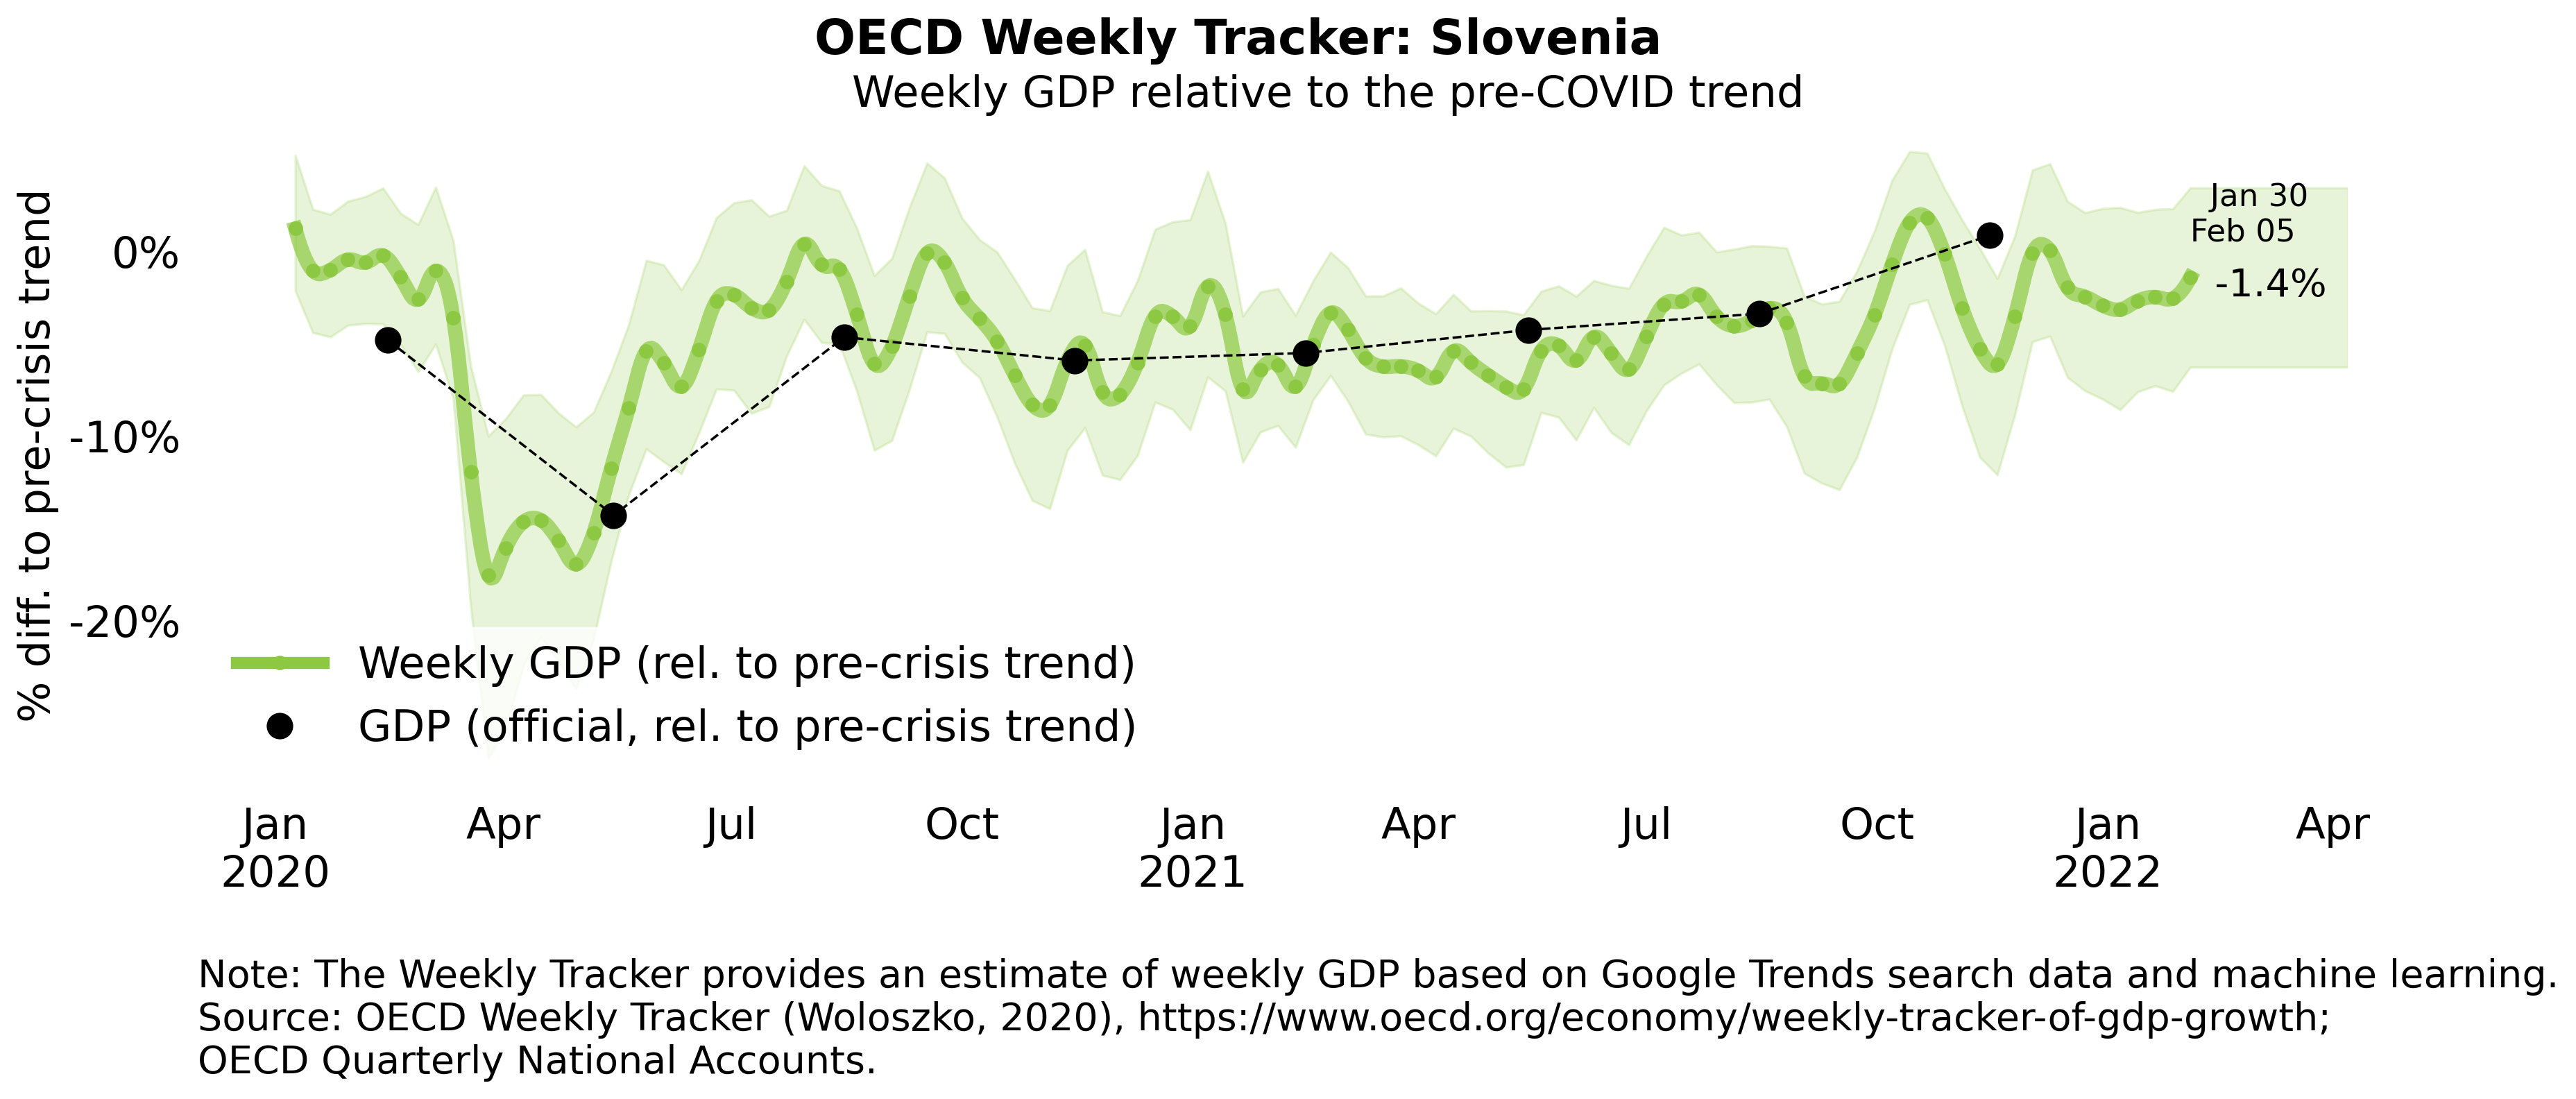 OECD Weekly Tracker: Slovenia
Weekly GDP relative to the pre-COVID trend
% diff. to pre-crisis trend
0%
-10%
-20%
Jan 30
Feb 05
-1.4%
Weekly GDP (rel. to pre-crisis trend)
GDP (official, rel. to pre-crisis trend)
Jan Apr Jul Oct Jan Apr Jul Oct Jan Apr
2020 2021 2022
Note: The Weekly Tracker provides an estimate of weekly GDP based on Google Trends search data and machine learning.
Source: OECD Weekly Tracker (Woloszko, 2020), https://www.oecd.org/economy/weekly-tracker-of-gdp-growth;
OECD Quarterly National Accounts.